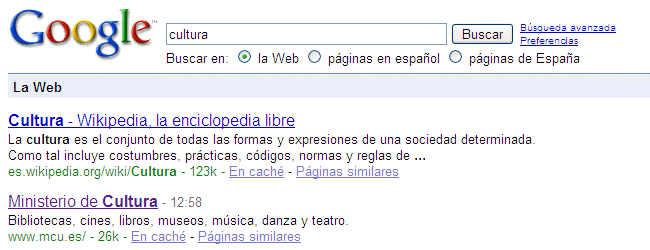 Google™ cultura Buscar Búsqueda avanzada
Preferencias
Buscar en: la Web páginas en español páginas de España
La Web
Cultura - Wikipedia, la enciclopedia libre
La cultura es el conjunto de todas las formas y expresiones de una sociedad determinada.
Como tal incluye costumbres, prácticas, códigos, normas y reglas de ...
es.wikipedia.org/wiki/Cultura - 123k - En caché - Páginas similares
Ministerio de Cultura - 12:58
Bibliotecas, cines, libros, museos, música, danza y teatro.
www.mcu.es/ - 26k - En caché - Páginas similares